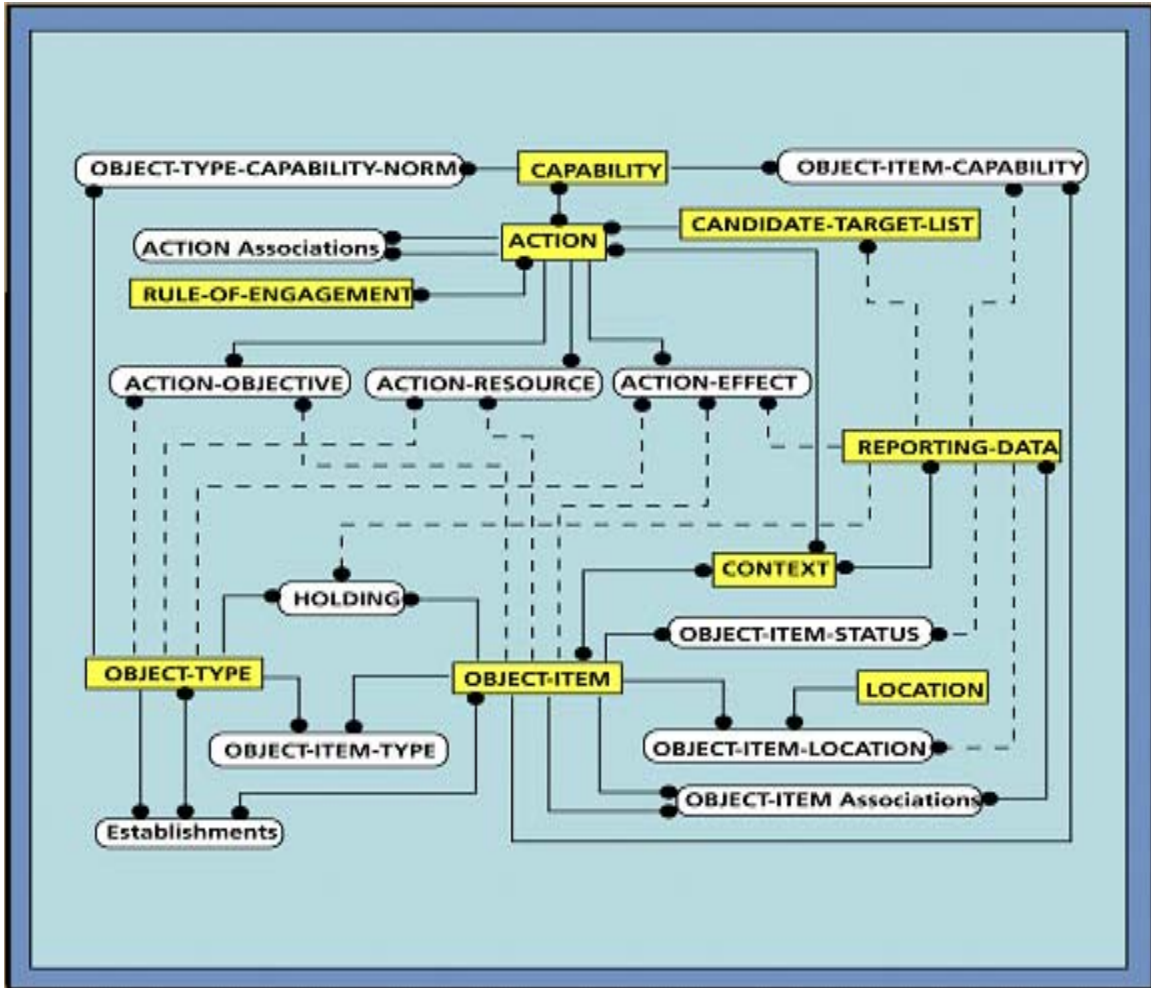 OBJECT-TYPE-CAPABILITY-NORM
CAPABILITY
OBJECT-ITEM-CAPABILITY
CANDIDATE-TARGET-LIST
ACTION Associations
ACTION
RULE-OF-ENGAGEMENT
ACTION-OBJECTIVE
ACTION-RESOURCE
ACTION-EFFECT
REPORTING-DATA
CONTEXT
HOLDING
OBJECT-ITEM-STATUS
OBJECT-TYPE
OBJECT-ITEM
LOCATION
OBJECT-ITEM-TYPE
OBJECT-ITEM-LOCATION
OBJECT-ITEM Associations
Establishments